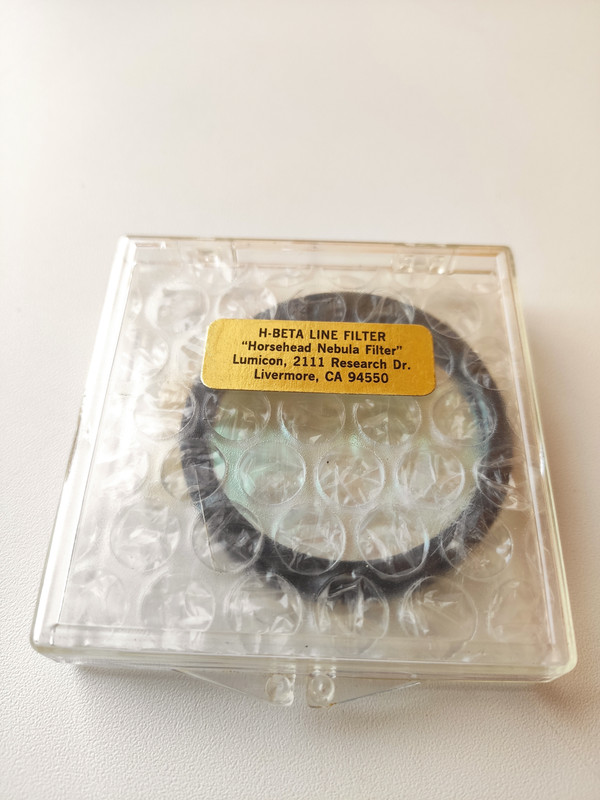 H-BETA LINE FILTER
“Horsehead Nebula Filter”
Lumicon, 2111 Research Dr.
Livermore, CA 94550